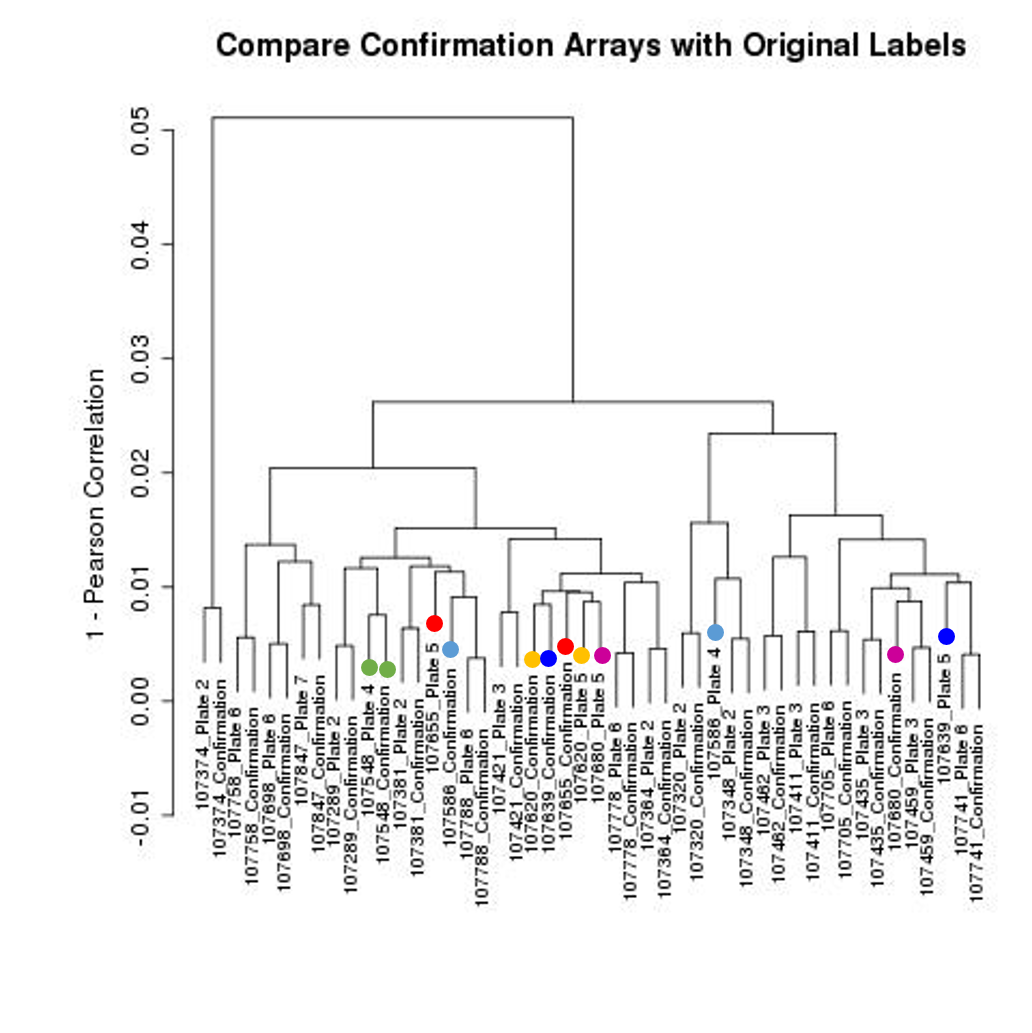 Compare Confirmation Arrays with Original Labels
1 - Pearson Correlation
0.05
0.04
0.03
0.02
0.01
0.00
-0.01
107374_Plate 2
107374_Confirmation
107758_Plate 6
107758_Confirmation
107698_Plate 6
107698_Confirmation
107847_Plate 7
107847_Confirmation
107289_Plate 2
107289_Confirmation
107548_Plate 4
107548_Confirmation
107381_Plate 2
107381_Confirmation
107655_Plate 5
107586_Confirmation
107788_Plate 6
107788_Confirmation
107421_Plate 3
107421_Confirmation
107620_Confirmation
107639_Confirmation
107655_Confirmation
107620_Plate 5
107680_Plate 5
107778_Plate 6
107778_Confirmation
107364_Plate 2
107364_Confirmation
107320_Plate 2
107320_Confirmation
107586_Plate 4
107348_Plate 2
107348_Confirmation
107462_Plate 3
107462_Confirmation
107411_Plate 3
107411_Confirmation
107705_Plate 6
107705_Confirmation
107435_Plate 3
107435_Confirmation
107680_Confirmation
107459_Plate 3
107459_Confirmation
107639_Plate 5
107741_Plate 6
107741_Confirmation